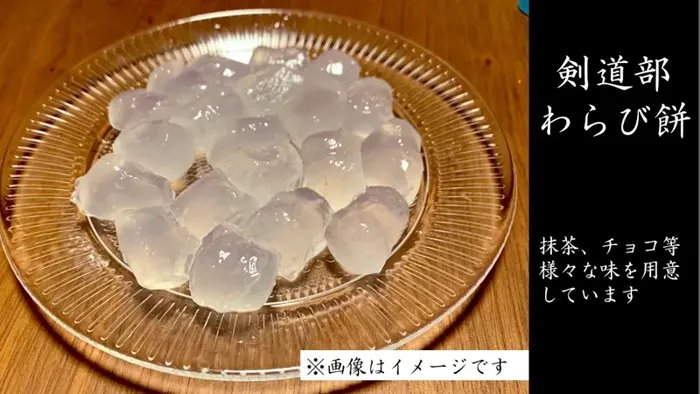 剣道部
わらび餅
抹茶、チョコ等
様々な味を用意
しています
※画像はイメージです